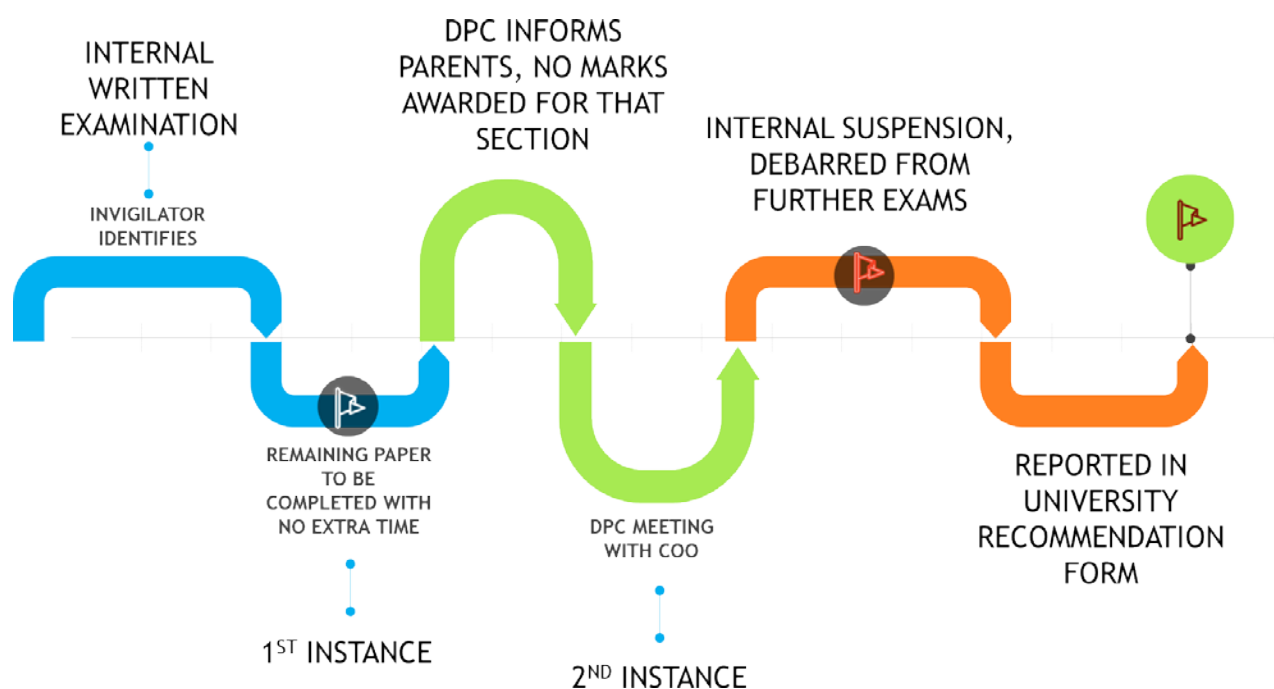 INTERNAL
WRITTEN
EXAMINATION
INVIGILATOR
IDENTIFIES
REMAINING PAPER
TO BE
COMPLETED WITH
NO EXTRA TIME
1ST INSTANCE
DPC INFORMS
PARENTS, NO MARKS
AWARDED FOR THAT
SECTION
DPC MEETING
WITH COO
2ND INSTANCE
INTERNAL SUSPENSION,
DEBARRED FROM
FURTHER EXAMS
REPORTED IN
UNIVERSITY
RECOMMENDATION
FORM